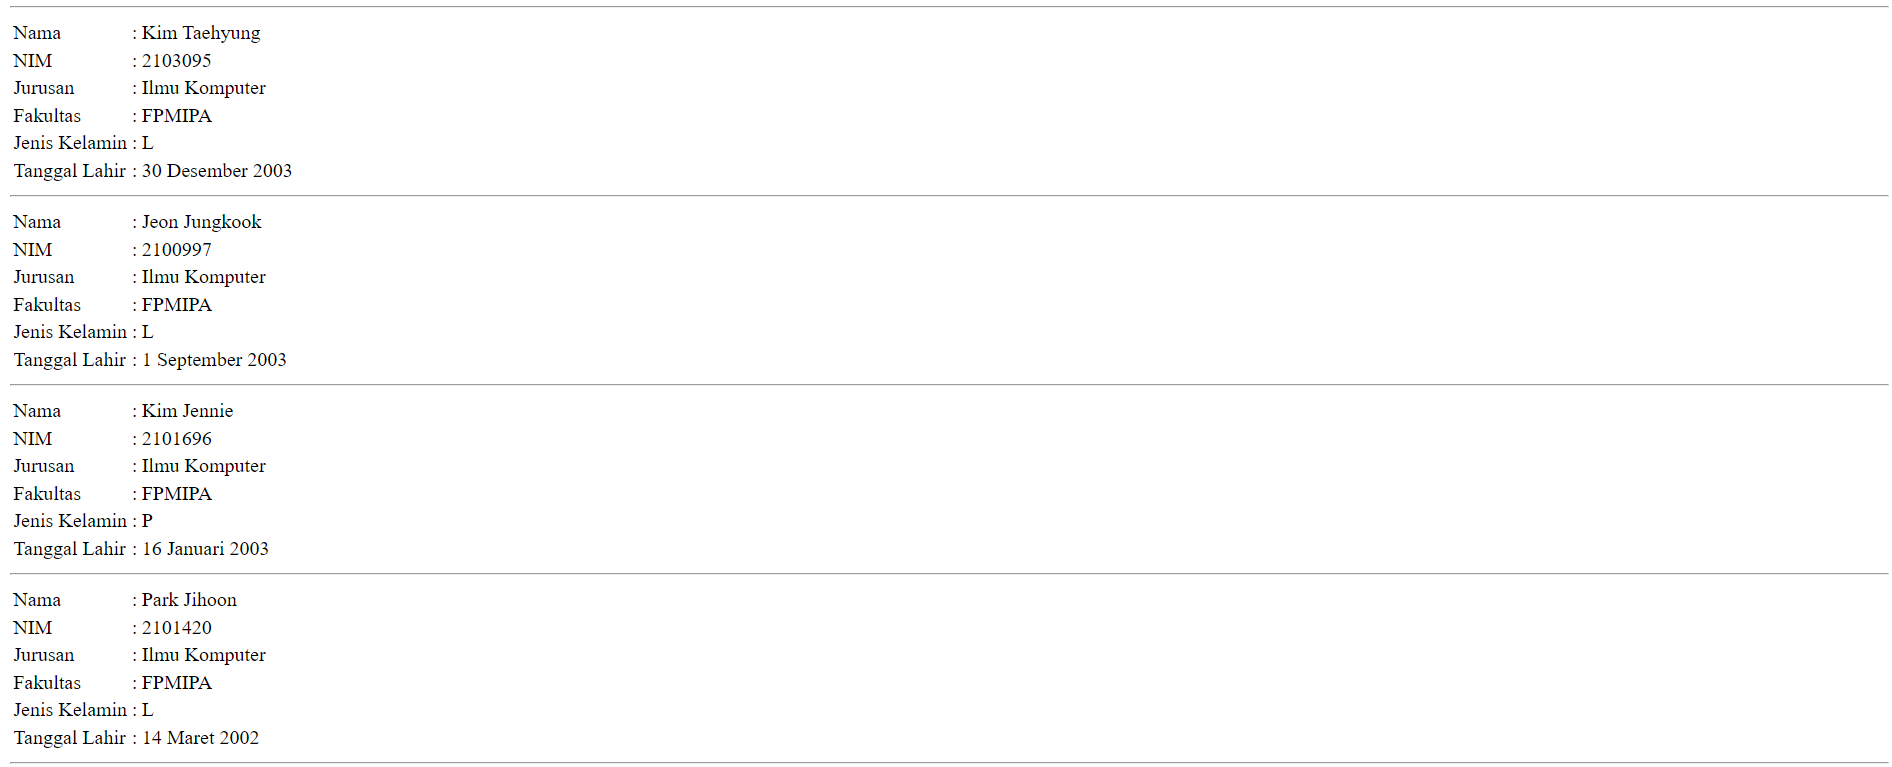 Nama : Kim Taehyung
NIM : 2103095
Jurusan : Ilmu Komputer
Fakultas : FPMIPA
Jenis Kelamin : L
Tanggal Lahir : 30 Desember 2003
Nama : Jeon Jungkook
NIM : 2100997
Jurusan : Ilmu Komputer
Fakultas : FPMIPA
Jenis Kelamin : L
Tanggal Lahir : 1 September 2003
Nama : Kim Jennie
NIM : 2101696
Jurusan : Ilmu Komputer
Fakultas : FPMIPA
Jenis Kelamin : P
Tanggal Lahir : 16 Januari 2003
Nama : Park Jihoon
NIM : 2101420
Jurusan : Ilmu Komputer
Fakultas : FPMIPA
Jenis Kelamin : L
Tanggal Lahir : 14 Maret 2002